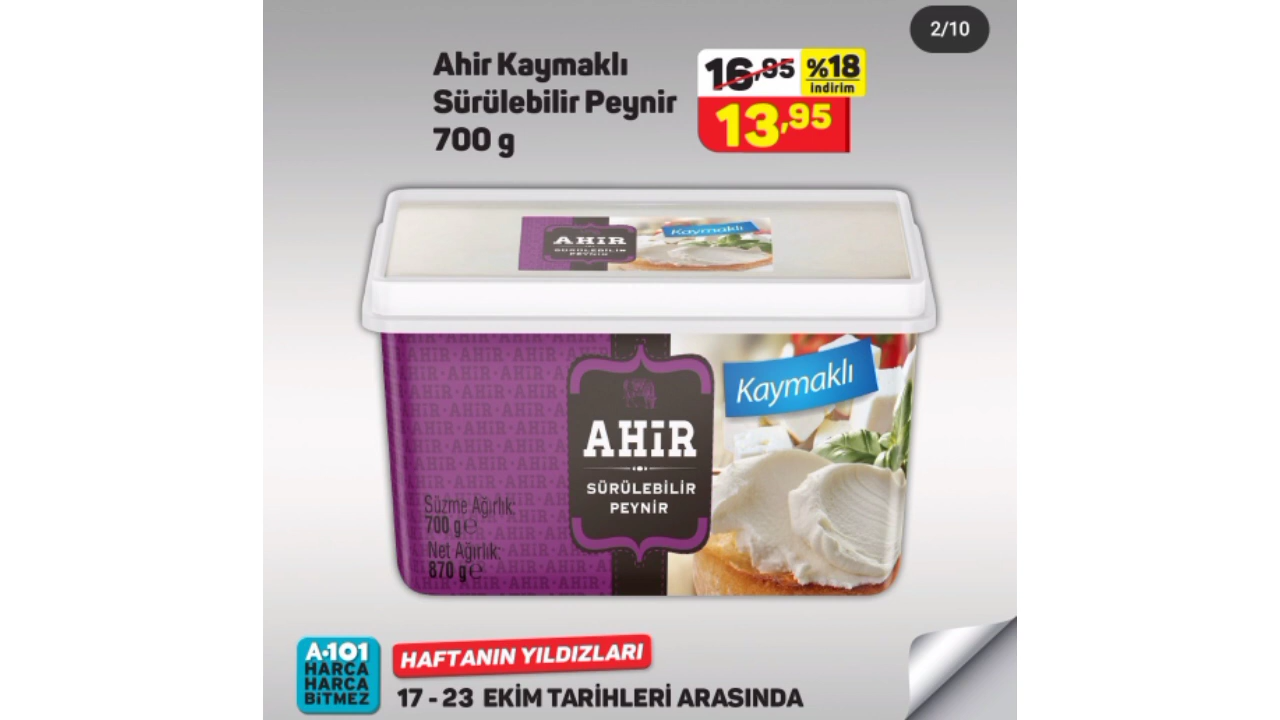 2/10
Ahir Kaymaklı
Sürülebilir Peynir
700 g
16,95
%18
indirim
13,95
AHİR
SÜRÜLEBİLİR
PEYNİR
Kaymaklı
Kaymaklı
AHİR
SÜRÜLEBİLİR
PEYNİR
Süzme Ağırlık:
700 g ℮
Net Ağırlık:
870 g ℮
A101
HARCA
HARCA
BİTMEZ
HAFTANIN YILDIZLARI
17 - 23 EKİM TARİHLERİ ARASINDA